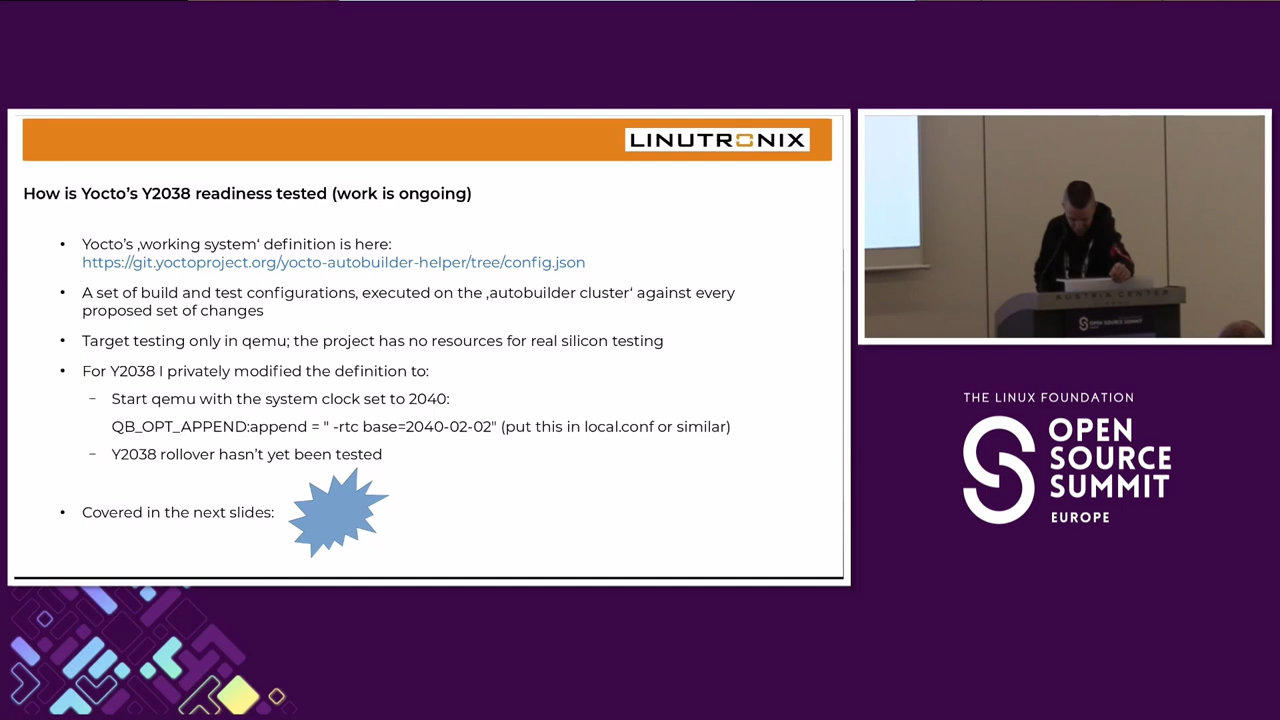 LINUTRONIX
How is Yocto's Y2038 readiness tested (work is ongoing)
• Yocto's ‚working system‘ definition is here:
https://git.yoctoproject.org/yocto-autobuilder-helper/tree/config.json
• A set of build and test configurations, executed on the ‚autobuilder cluster‘ against every
proposed set of changes
• Target testing only in qemu; the project has no resources for real silicon testing
• For Y2038 I privately modified the definition to:
– Start qemu with the system clock set to 2040:
QB_OPT_APPEND:append = " -rtc base=2040-02-02" (put this in local.conf or similar)
– Y2038 rollover hasn't yet been tested
• Covered in the next slides:
AUSTRIA CENTER
OPEN SOURCE SUMMIT
THE LINUX FOUNDATION
OPEN
SOURCE
SUMMIT
EUROPE